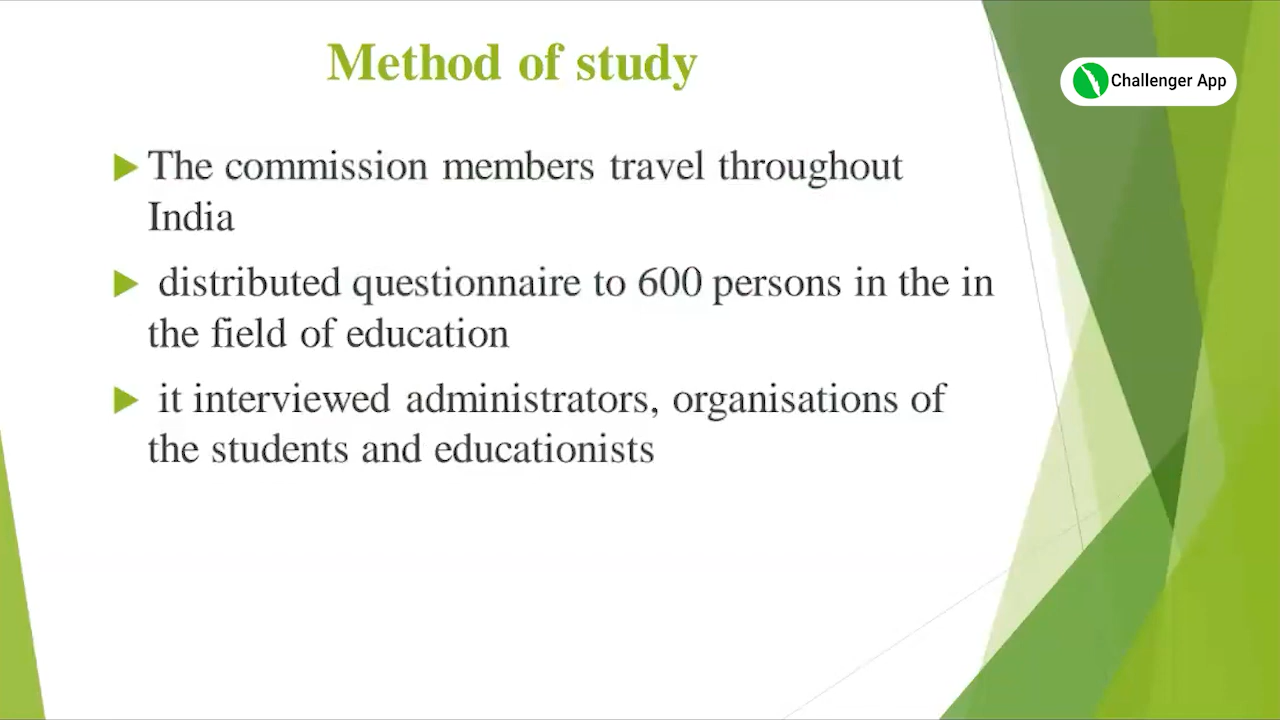 Method of study
Challenger App
The commission members travel throughout
India
distributed questionnaire to 600 persons in the in
the field of education
it interviewed administrators, organisations of
the students and educationists